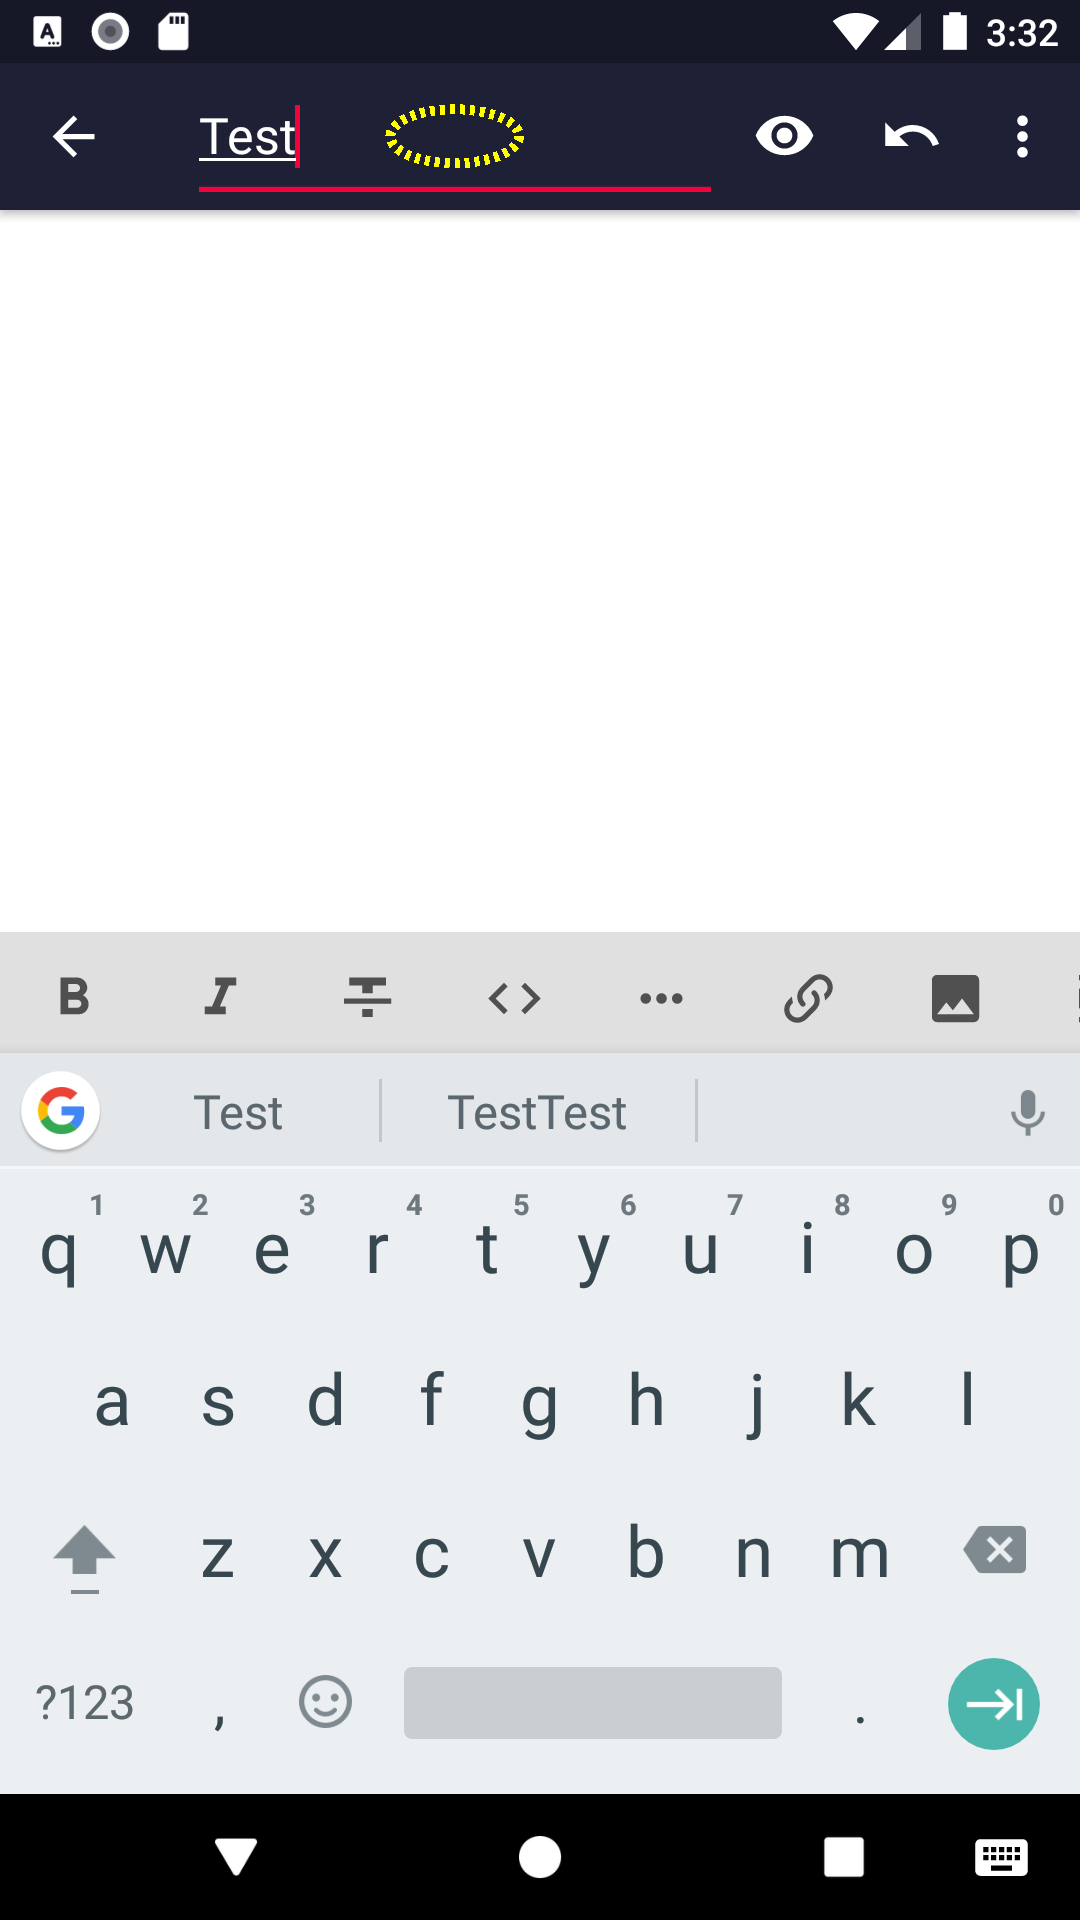 3:32
Test
B I
Test TestTest
1 2 3 4 5 6 7 8 9 0
q w e r t y u i o p
a s d f g h j k l
z x c v b n m
?123 , .